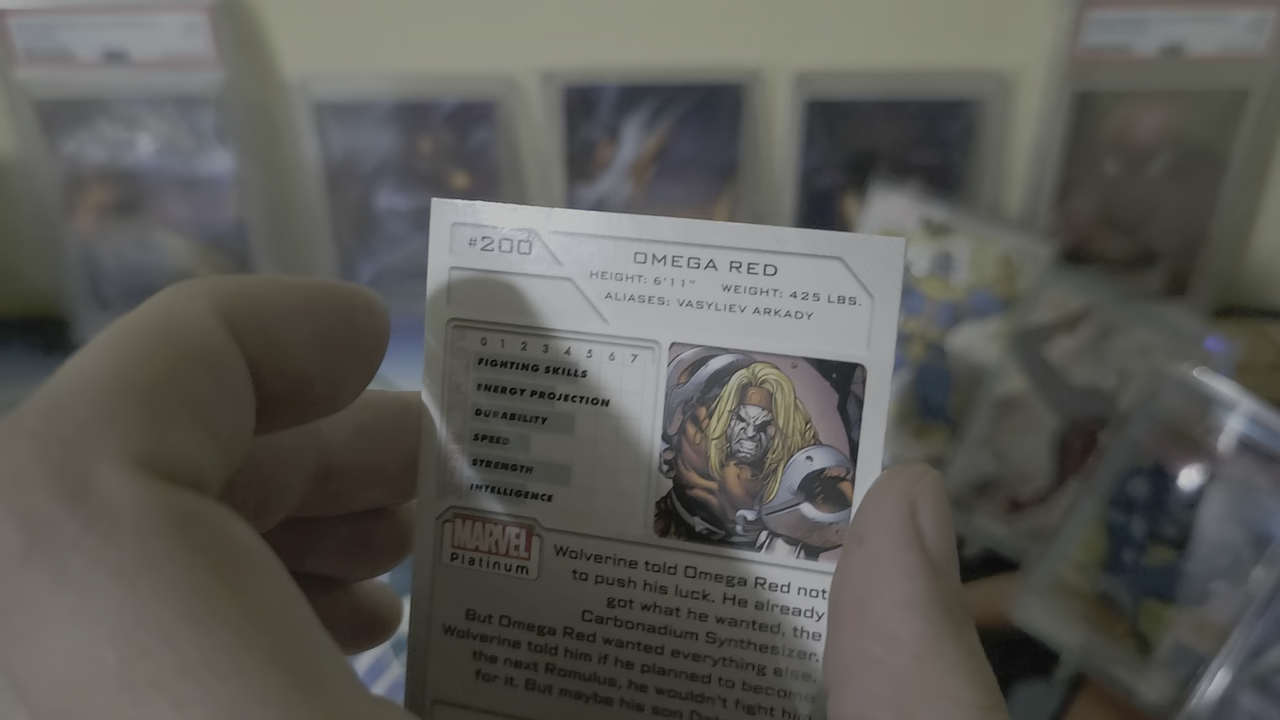 #200
OMEGA RED
HEIGHT: 6'11" WEIGHT: 425 LBS.
ALIASES: VASYLIEV ARKADY
0 1 2 3 4 5 6 7
FIGHTING SKILLS
ENERGY PROJECTION
DURABILITY
SPEED
STRENGTH
INTELLIGENCE
MARVEL
Platinum
Wolverine told Omega Red not
to push his luck. He already
got what he wanted, the
Carbonadium Synthesizer.
But Omega Red wanted everything else.
Wolverine told him if he planned to become
the next Romulus, he wouldn't fight him
for it. But maybe his son